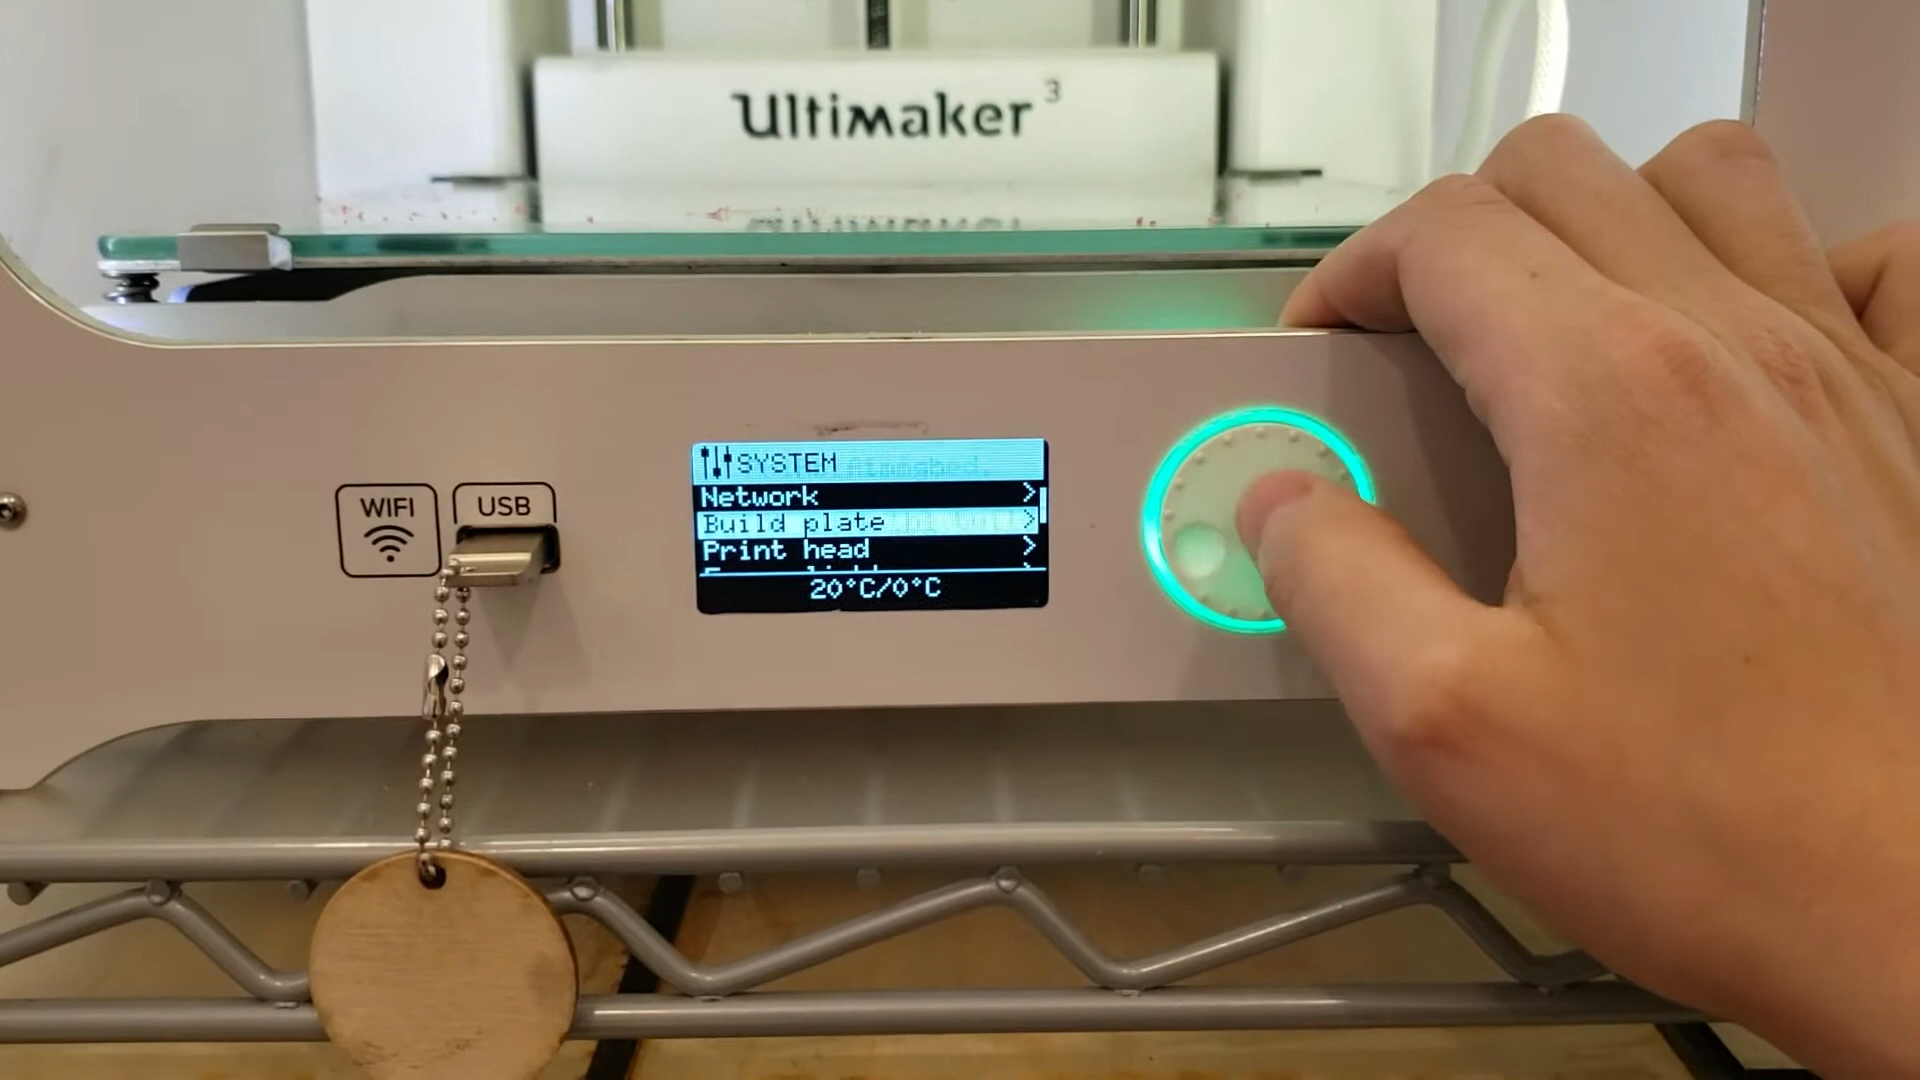 Ultimaker 3
WIFI
USB
SYSTEM
Network >
Build plate >
Print head >
20°C/0°C